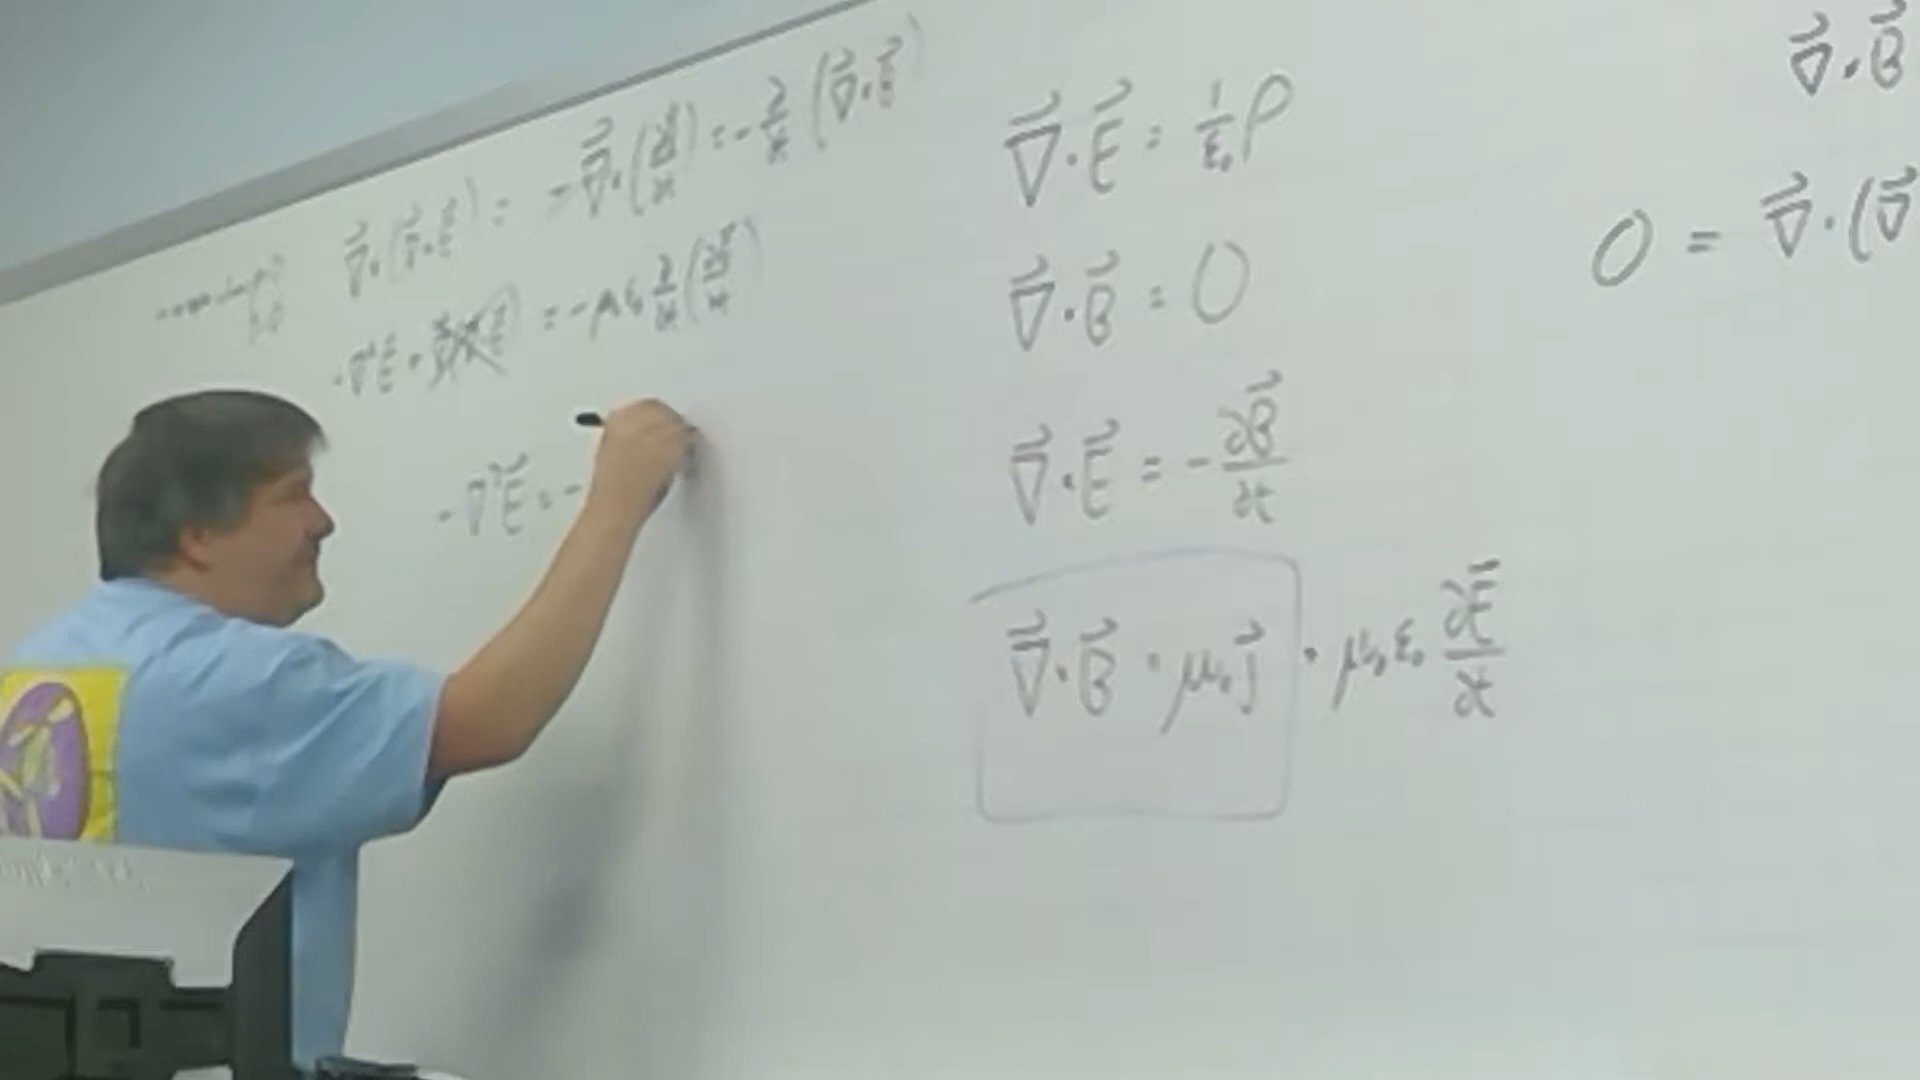 ∇⃗·(∇⃗·E⃗) = -∇⃗·(∂B⃗/∂t) = -∂/∂t (∇⃗·B⃗)
= -μ₀ε₀ ∂/∂t (∂E⃗/∂t)
-∇²E⃗ = -
∇⃗·E⃗ = 1/ε₀ ρ
∇⃗·B⃗ = 0
∇⃗·E⃗ = -∂B⃗/∂t
∇⃗·B⃗ · μ₀J⃗ · μ₀ε₀ ∂E⃗/∂t
∇⃗·B⃗
0 = ∇⃗·(∇⃗